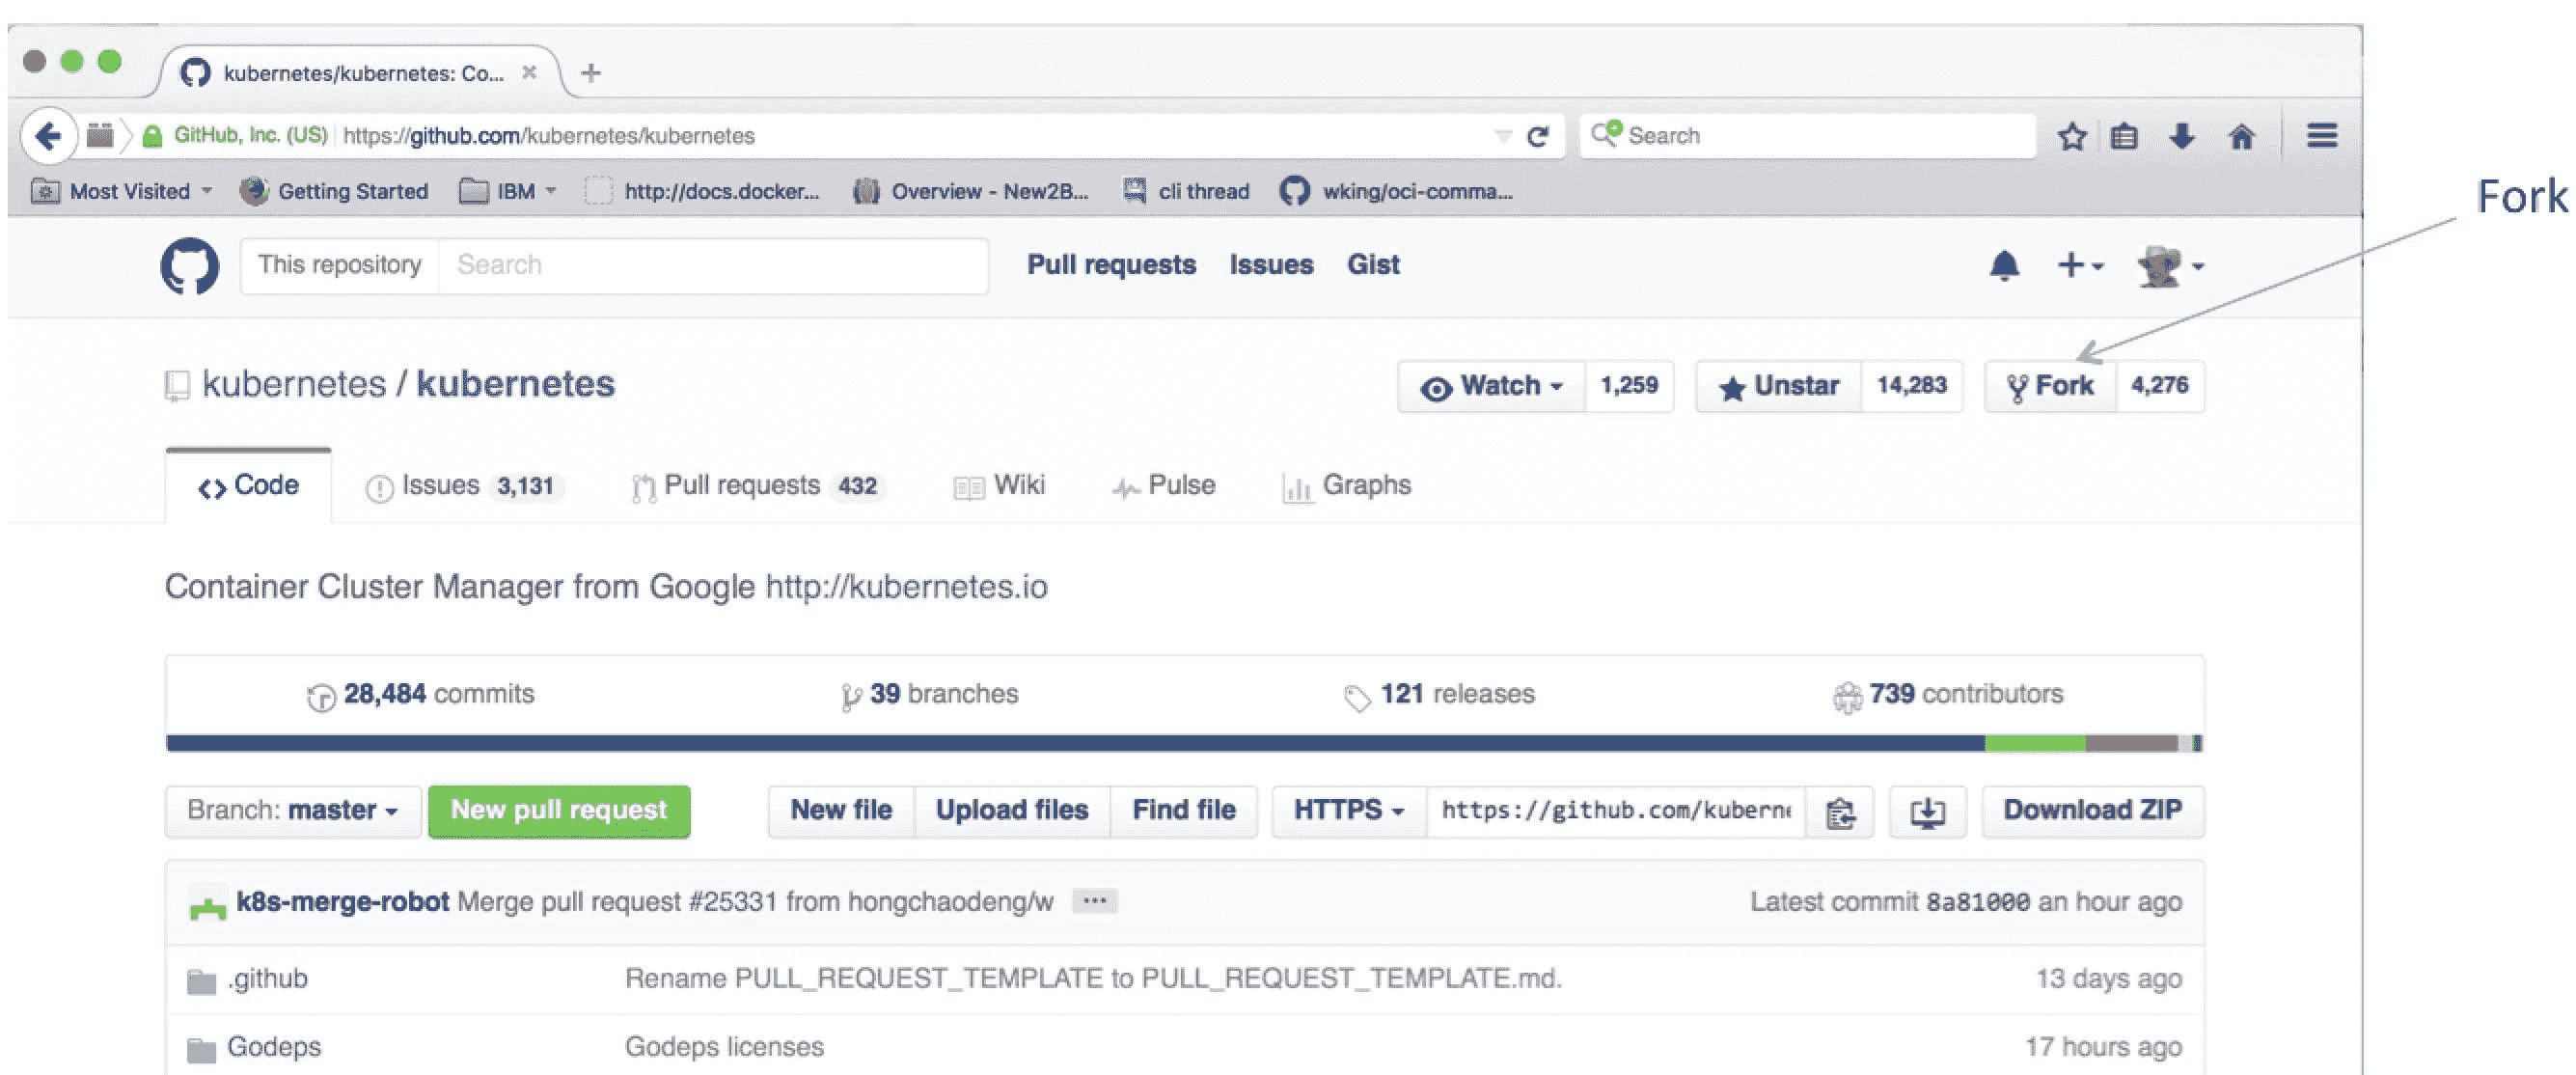 kubernetes/kubernetes: Co...
GitHub, Inc. (US) https://github.com/kubernetes/kubernetes Search
Most Visited Getting Started IBM http://docs.docker... Overview - New2B... cli thread wking/oci-comma...
Fork
This repository Search Pull requests Issues Gist
kubernetes / kubernetes Watch 1,259 Unstar 14,283 Fork 4,276
Code Issues 3,131 Pull requests 432 Wiki Pulse Graphs
Container Cluster Manager from Google http://kubernetes.io
28,484 commits 39 branches 121 releases 739 contributors
Branch: master New pull request New file Upload files Find file HTTPS https://github.com/kuberne Download ZIP
k8s-merge-robot Merge pull request #25331 from hongchaodeng/w ... Latest commit 8a81000 an hour ago
.github Rename PULL_REQUEST_TEMPLATE to PULL_REQUEST_TEMPLATE.md. 13 days ago
Godeps Godeps licenses 17 hours ago